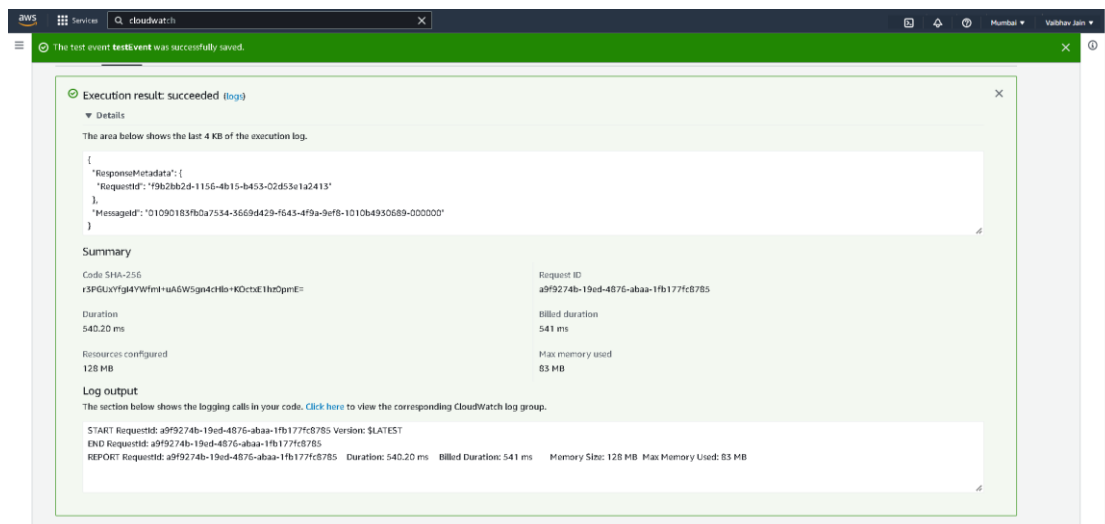 aws
Services
cloudwatch
Mumbai
Vaibhav Jain
The test event testEvent was successfully saved.
Execution result: succeeded (logs)
Details
The area below shows the last 4 KB of the execution log.
{
"ResponseMetadata": {
"RequestId": "f9b2bb2d-1156-4b15-b453-02d53e1a2413"
},
"MessageId": "01090183fb0a7534-3669d429-f643-4f9a-9ef8-1010b4930689-000000"
}
Summary
Code SHA-256
Request ID
r3PGUxYfgI4YWfmI+uA6W5gn4cHlo+KOctxE1hzOpmE=
a9f9274b-19ed-4876-abaa-1fb177fc8785
Duration
Billed duration
540.20 ms
541 ms
Resources configured
Max memory used
128 MB
83 MB
Log output
The section below shows the logging calls in your code. Click here to view the corresponding CloudWatch log group.
START RequestId: a9f9274b-19ed-4876-abaa-1fb177fc8785 Version: $LATEST
END RequestId: a9f9274b-19ed-4876-abaa-1fb177fc8785
REPORT RequestId: a9f9274b-19ed-4876-abaa-1fb177fc8785 Duration: 540.20 ms Billed Duration: 541 ms Memory Size: 128 MB Max Memory Used: 83 MB